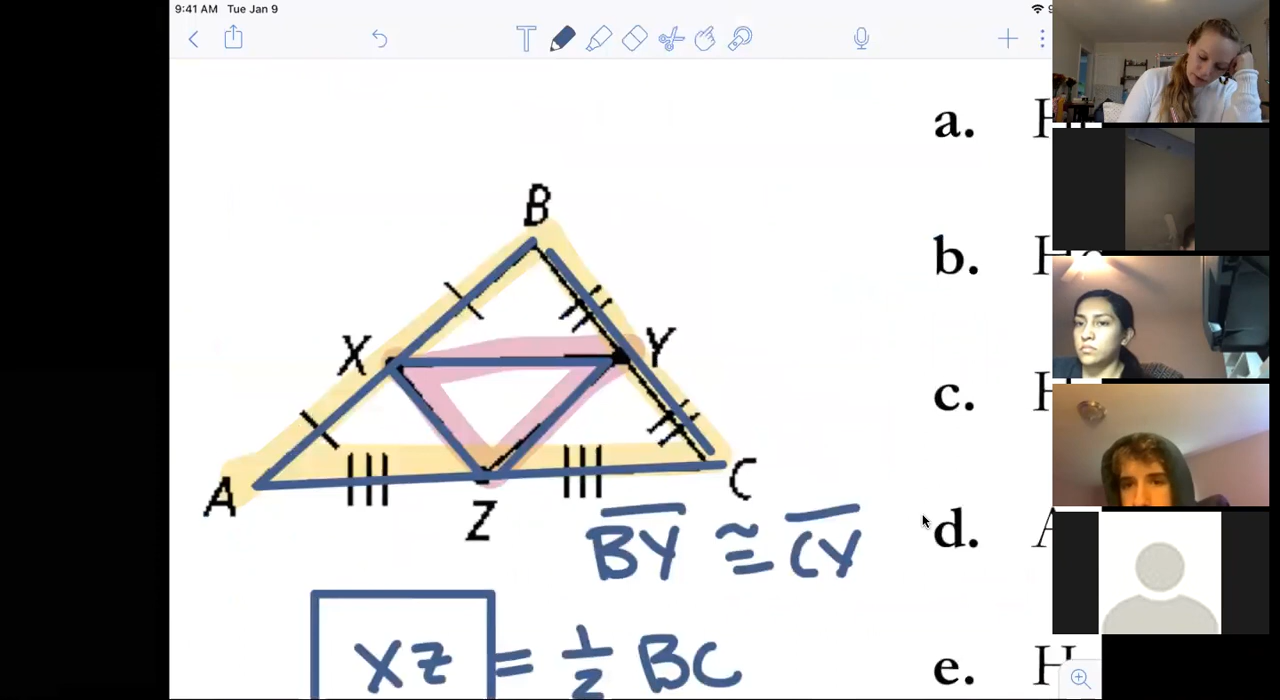 9:41 AM Tue Jan 9
T
a.
B
b.
X
Y
c.
A
C
Z
BY ≅ CY
d.
XZ = 1/2 BC
e.